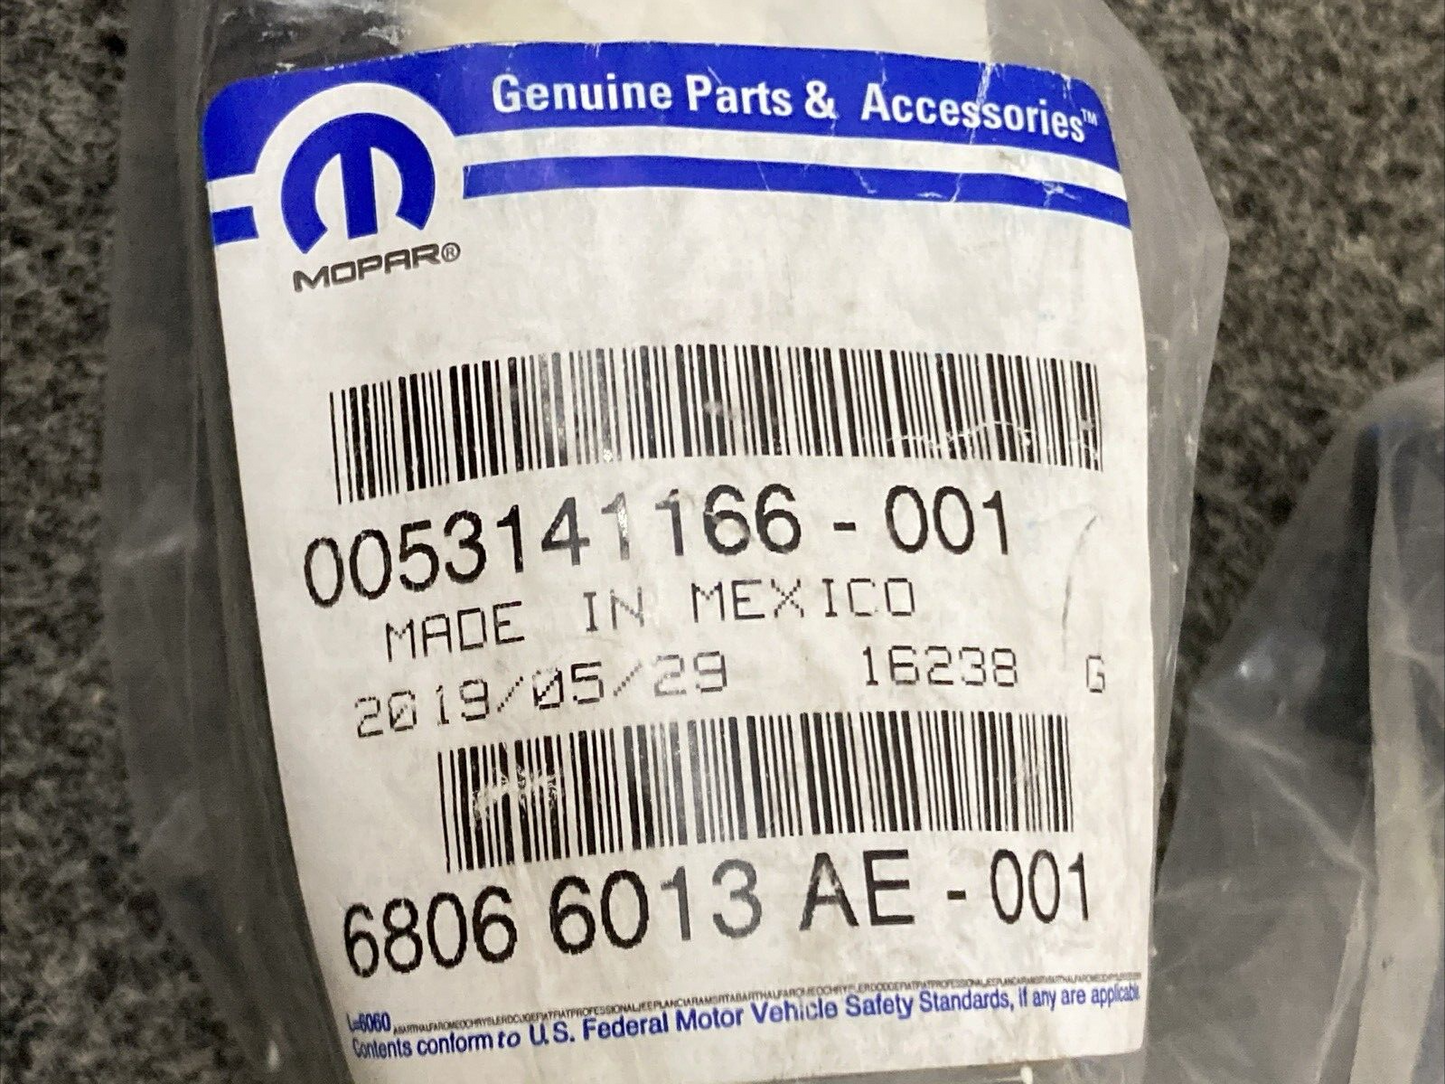 Genuine Parts & Accessories™
MOPAR®
0053141166-001
MADE IN MEXICO
2019/05/29 16238 G
6806 6013 AE-001
L=6060
Contents conform to U.S. Federal Motor Vehicle Safety Standards, if any are applicable